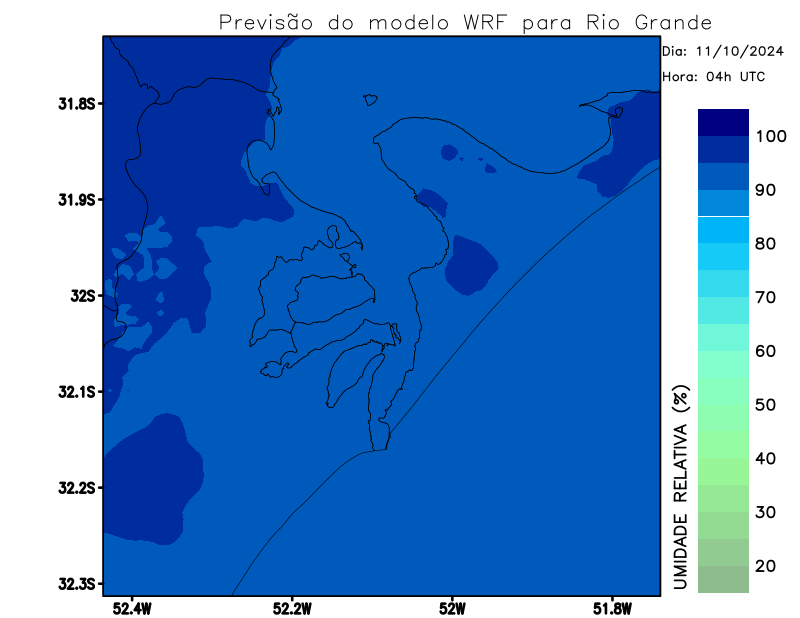 Previsão do modelo WRF para Rio Grande
Dia: 11/10/2024
Hora: 04h UTC
31.8S
31.9S
32S
32.1S
32.2S
32.3S
52.4W
52.2W
52W
51.8W
100
90
80
70
60
50
40
30
20
UMIDADE RELATIVA (%)